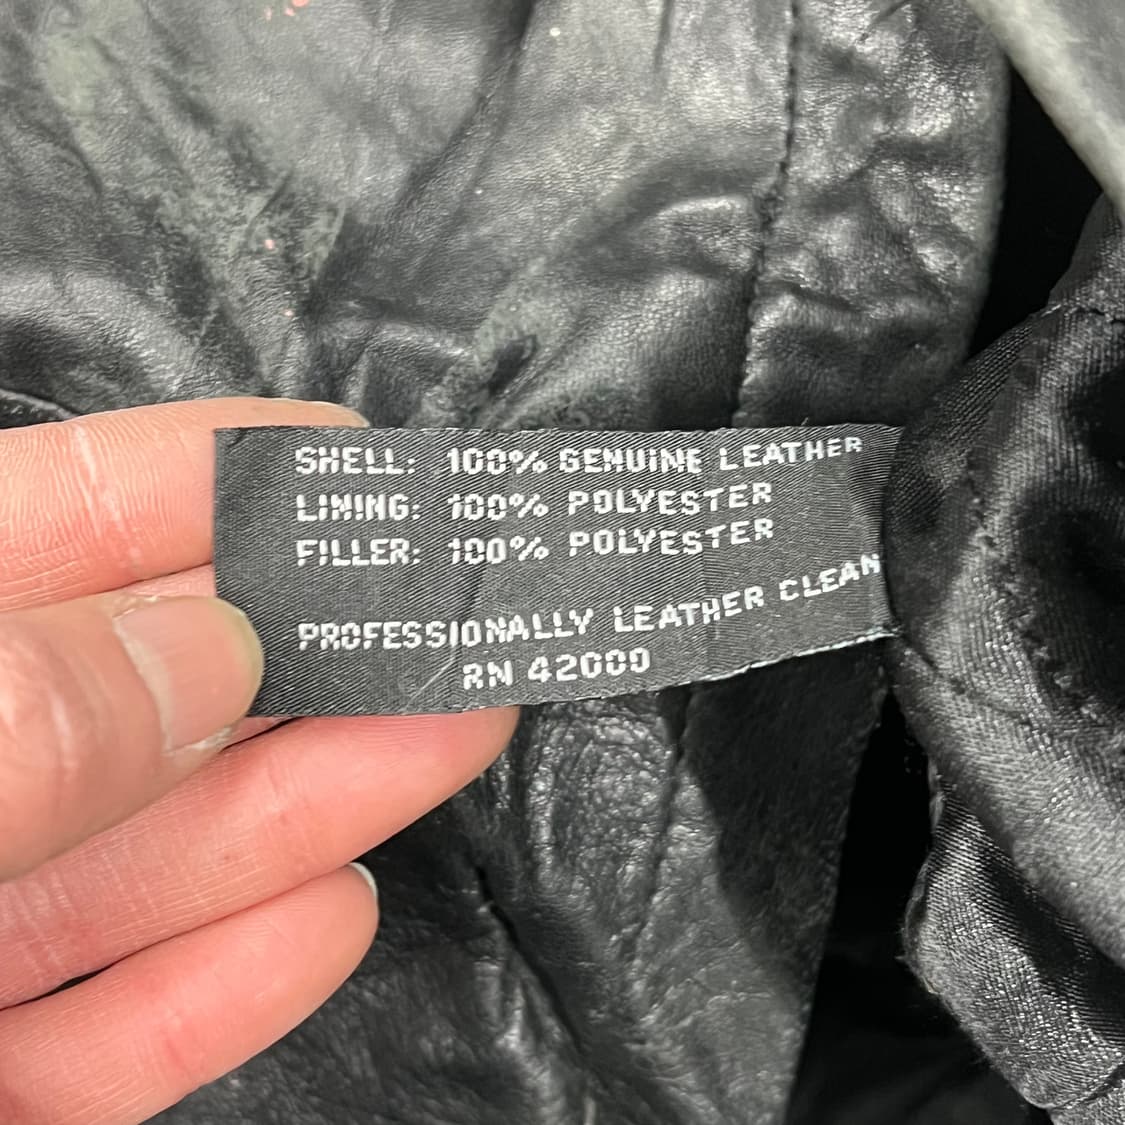 SHELL: 100% GENUINE LEATHER
LINING: 100% POLYESTER
FILLER: 100% POLYESTER
PROFESSIONALLY LEATHER CLEAN
RN 42000